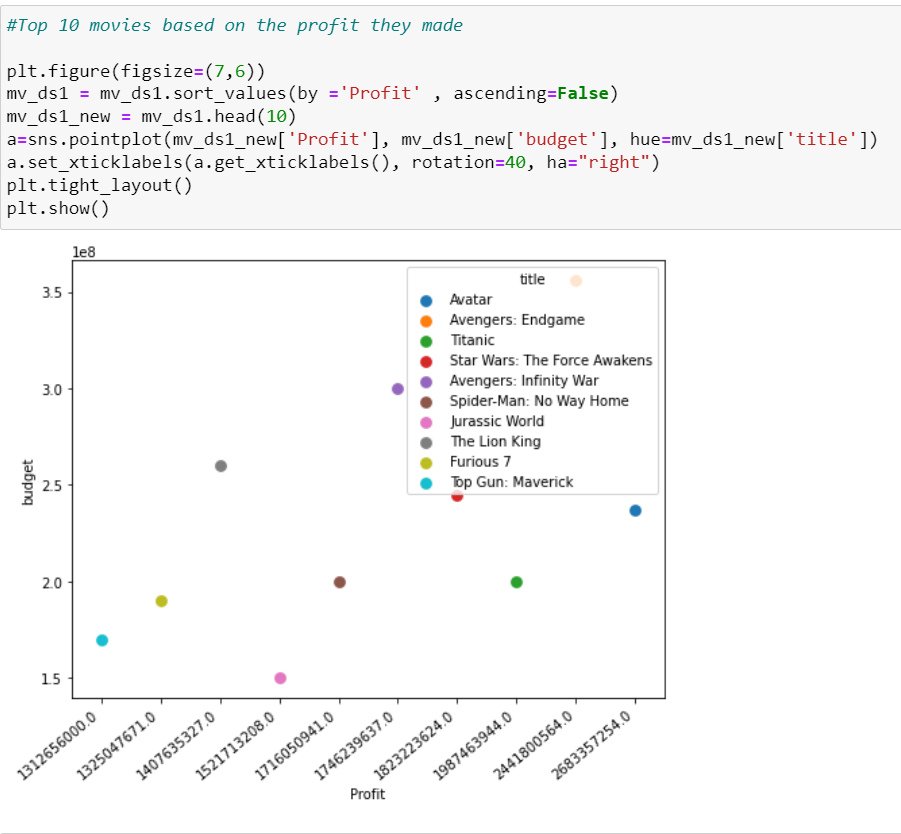 #Top 10 movies based on the profit they made
plt.figure(figsize=(7,6))
mv_ds1 = mv_ds1.sort_values(by ='Profit' , ascending=False)
mv_ds1_new = mv_ds1.head(10)
a=sns.pointplot(mv_ds1_new['Profit'], mv_ds1_new['budget'], hue=mv_ds1_new['title'])
a.set_xticklabels(a.get_xticklabels(), rotation=40, ha="right")
plt.tight_layout()
plt.show()
1e8
title
Avatar
Avengers: Endgame
Titanic
Star Wars: The Force Awakens
Avengers: Infinity War
Spider-Man: No Way Home
Jurassic World
The Lion King
Furious 7
Top Gun: Maverick
3.5
3.0
2.5
2.0
1.5
budget
1312656000.0
1325047671.0
1407635327.0
1521713208.0
1716050941.0
1746239637.0
1823223624.0
1987463944.0
2441800564.0
2683357254.0
Profit